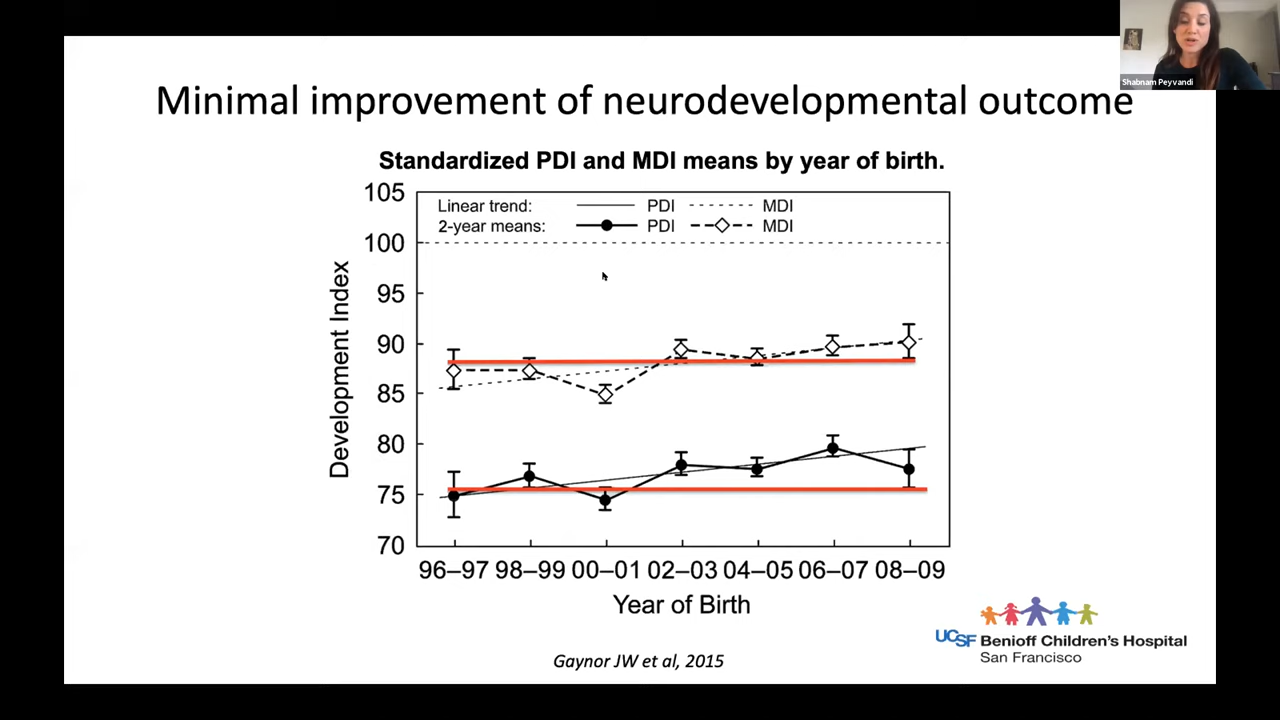 Shabnam Peyvandi
Minimal improvement of neurodevelopmental outcome
Standardized PDI and MDI means by year of birth.
Linear trend: PDI MDI
2-year means: PDI MDI
105
100
95
90
85
80
75
70
Development Index
96–97 98–99 00–01 02–03 04–05 06–07 08–09
Year of Birth
Gaynor JW et al, 2015
UCSF Benioff Children's Hospital
San Francisco